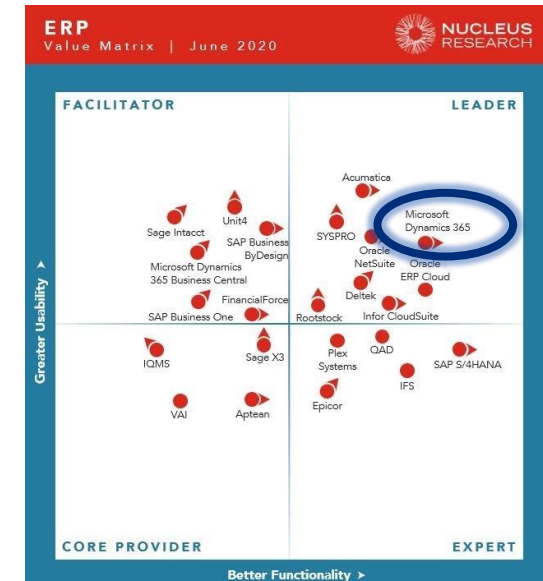 ERP
Value Matrix | June 2020
NUCLEUS
RESEARCH
FACILITATOR
LEADER
Acumatica
Microsoft
Dynamics 365
Unit4
Sage Intacct
SAP Business
ByDesign
SYSPRO
Oracle
NetSuite
Oracle
ERP Cloud
Microsoft Dynamics
365 Business Central
Deltek
FinancialForce
SAP Business One
Rootstock
Infor CloudSuite
IQMS
Sage X3
Plex
Systems
QAD
SAP S/4HANA
IFS
VAI
Aptean
Epicor
CORE PROVIDER
EXPERT
Greater Usability >
Better Functionality >